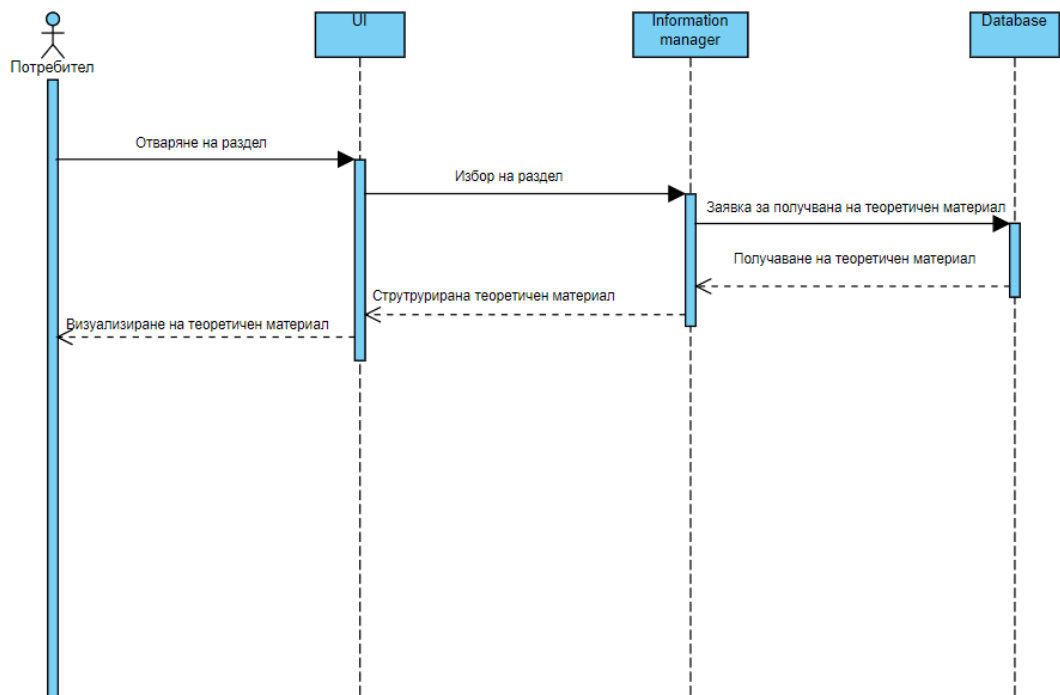 UI
Information
manager
Database
Потребител
Отваряне на раздел
Избор на раздел
Заявка за получвана на теоретичен материал
Получаване на теоретичен материал
Струтрурирана теоретичен материал
Визуализиране на теоретичен материал